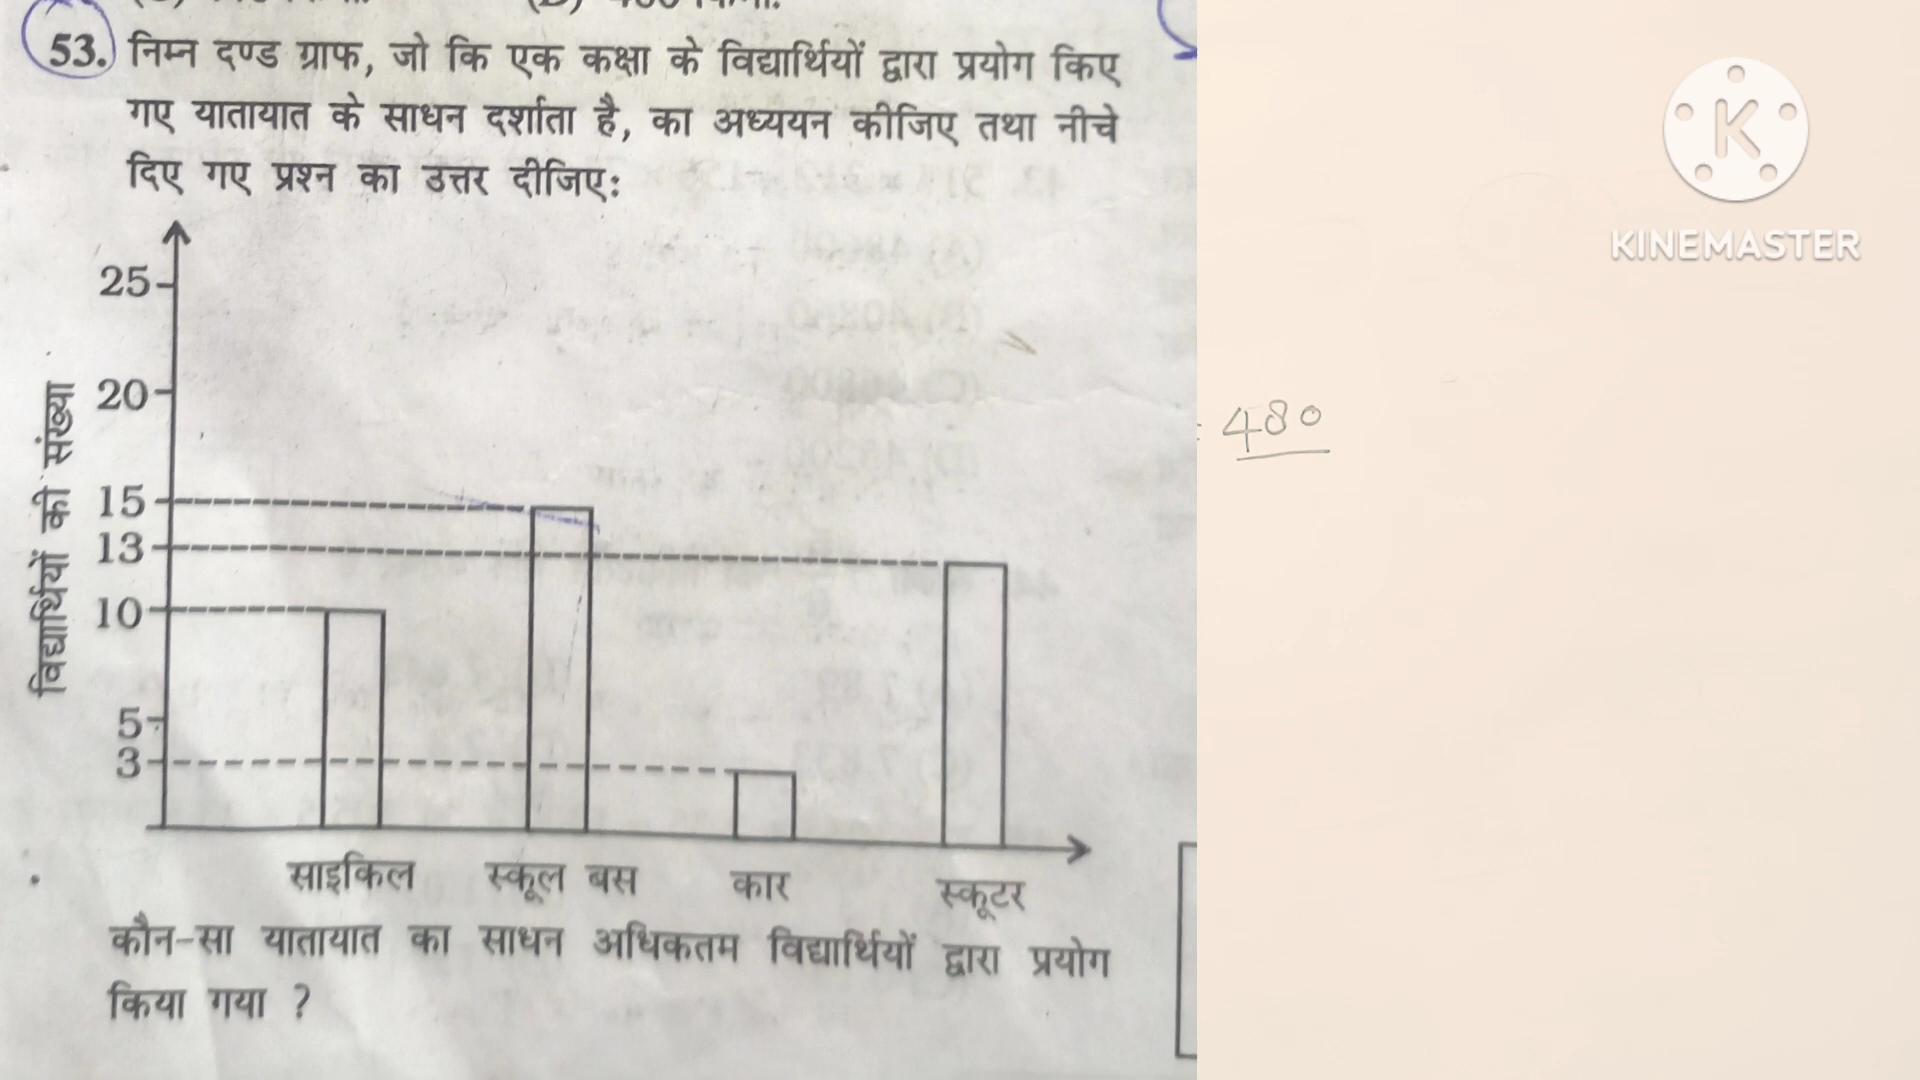 53. निम्न दण्ड ग्राफ, जो कि एक कक्षा के विद्यार्थियों द्वारा प्रयोग किए
गए यातायात के साधन दर्शाता है, का अध्ययन कीजिए तथा नीचे
दिए गए प्रश्न का उत्तर दीजिए:
विद्यार्थियों की संख्या
25
20
15
13
10
5
3
साइकिल स्कूल बस कार स्कूटर
कौन-सा यातायात का साधन अधिकतम विद्यार्थियों द्वारा प्रयोग
किया गया ?
480
KINEMASTER